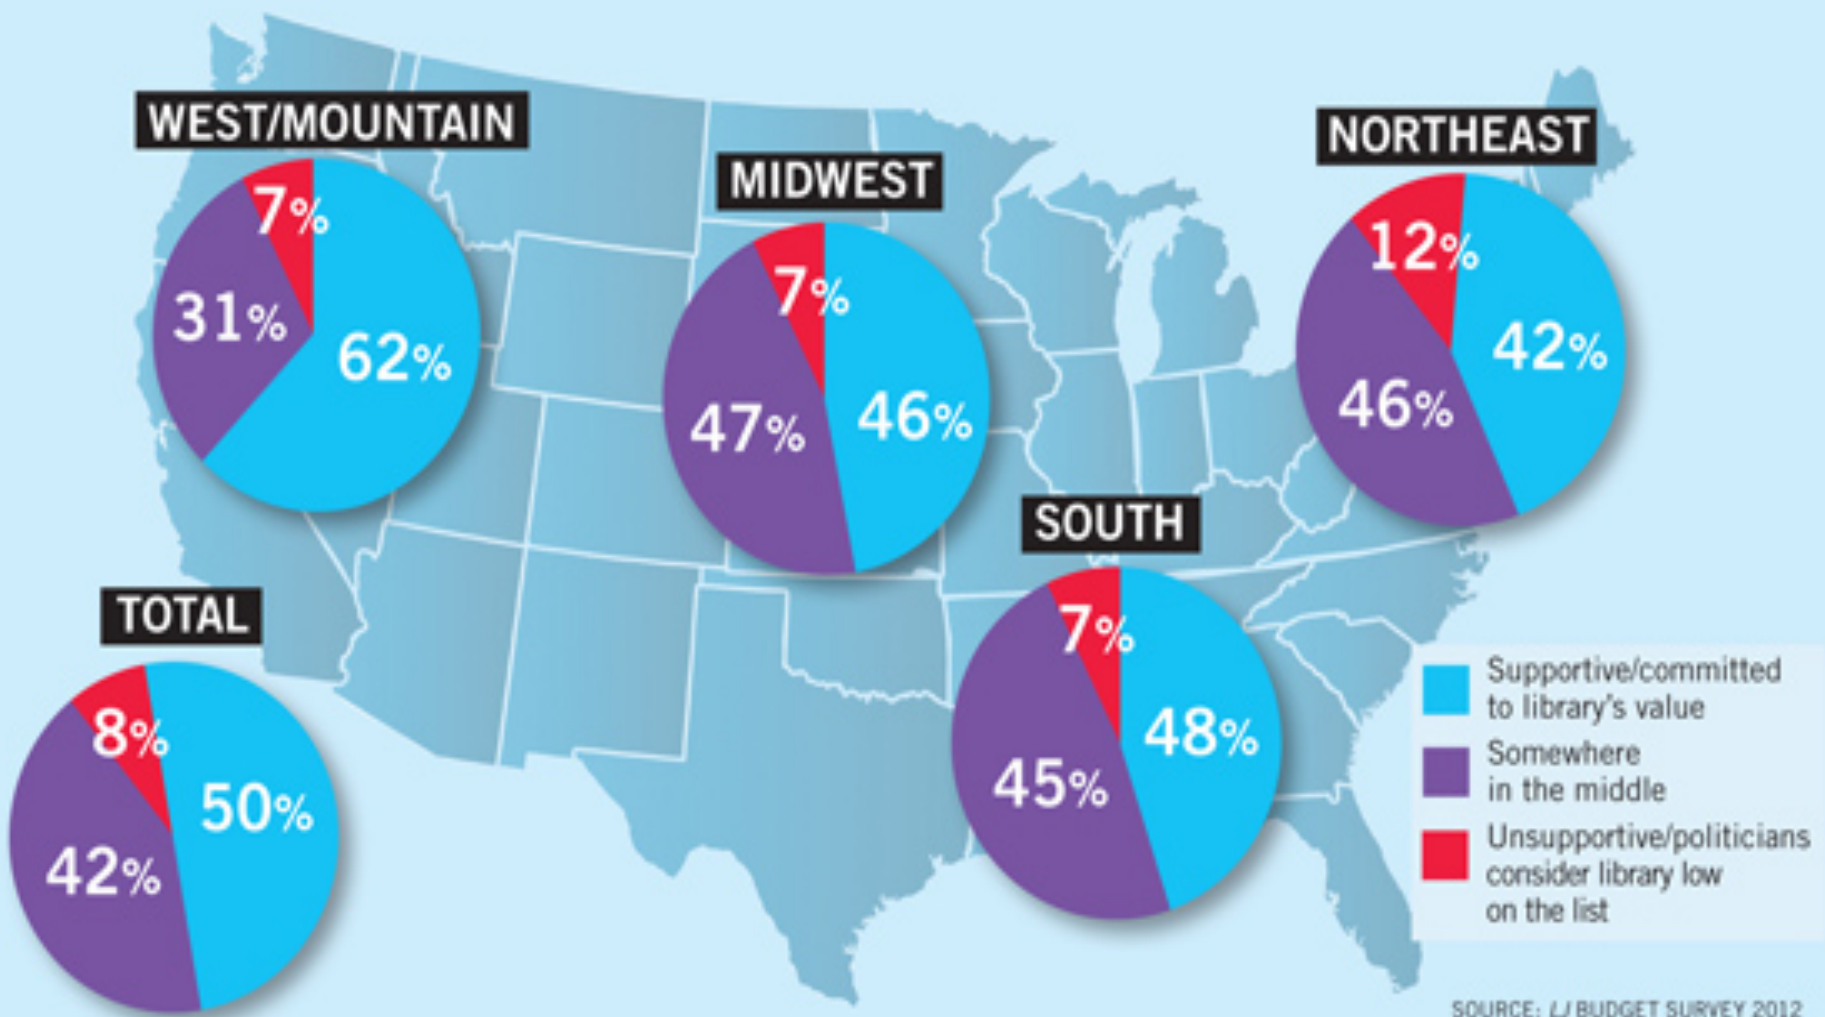 WEST/MOUNTAIN
7%
31%
62%
MIDWEST
7%
47%
46%
NORTHEAST
12%
42%
46%
SOUTH
7%
48%
45%
TOTAL
8%
50%
42%
Supportive/committed
to library's value
Somewhere
in the middle
Unsupportive/politicians
consider library low
on the list
SOURCE: LJ BUDGET SURVEY 2012